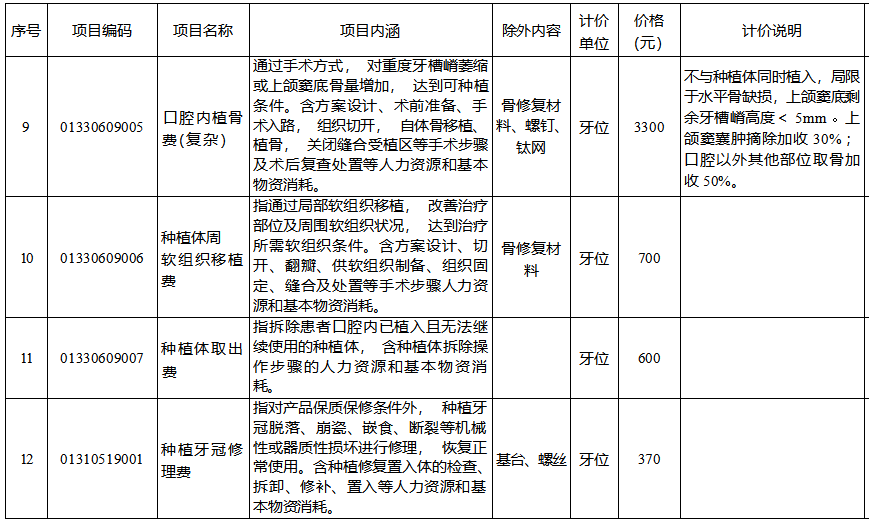 序号 项目编码 项目名称 项目内涵 除外内容 计价单位 价格(元) 计价说明
9 01330609005
口腔内植骨
费(复杂)
通过手术方式， 对重度牙槽嵴萎缩
或上颌窦底骨量增加， 达到可种植
条件。含方案设计、术前准备、手
术入路， 组织切开， 自体骨移植、
植骨， 关闭缝合受植区等手术步骤
及术后复查处置等人力资源和基本
物资消耗。
骨修复材
料、螺钉、
钛网
牙位 3300
不与种植体同时植入，局限
于水平骨缺损，上颌窦底剩
余牙槽嵴高度< 5mm 。上
颌窦囊肿摘除加收 30%；
口腔以外其他部位取骨加
收 50%。
10 01330609006
种植体周
软组织移植
费
指通过局部软组织移植， 改善治疗
部位及周围软组织状况， 达到治疗
所需软组织条件。含方案设计、切
开、翻瓣、供软组织制备、组织固
定、缝合及处置等手术步骤人力资
源和基本物资消耗。
骨修复材
料
牙位 700
11 01330609007
种植体取出
费
指拆除患者口腔内已植入且无法继
续使用的种植体， 含种植体拆除操
作步骤的人力资源和基本物资消
耗。
牙位 600
12 01310519001
种植牙冠修
理费
指对产品保质保修条件外， 种植牙
冠脱落、崩瓷、嵌食、断裂等机械
性或器质性损坏进行修理， 恢复正
常使用。含种植修复置入体的检查、
拆卸、修补、置入等人力资源和基
本物资消耗。
基台、螺丝 牙位 370